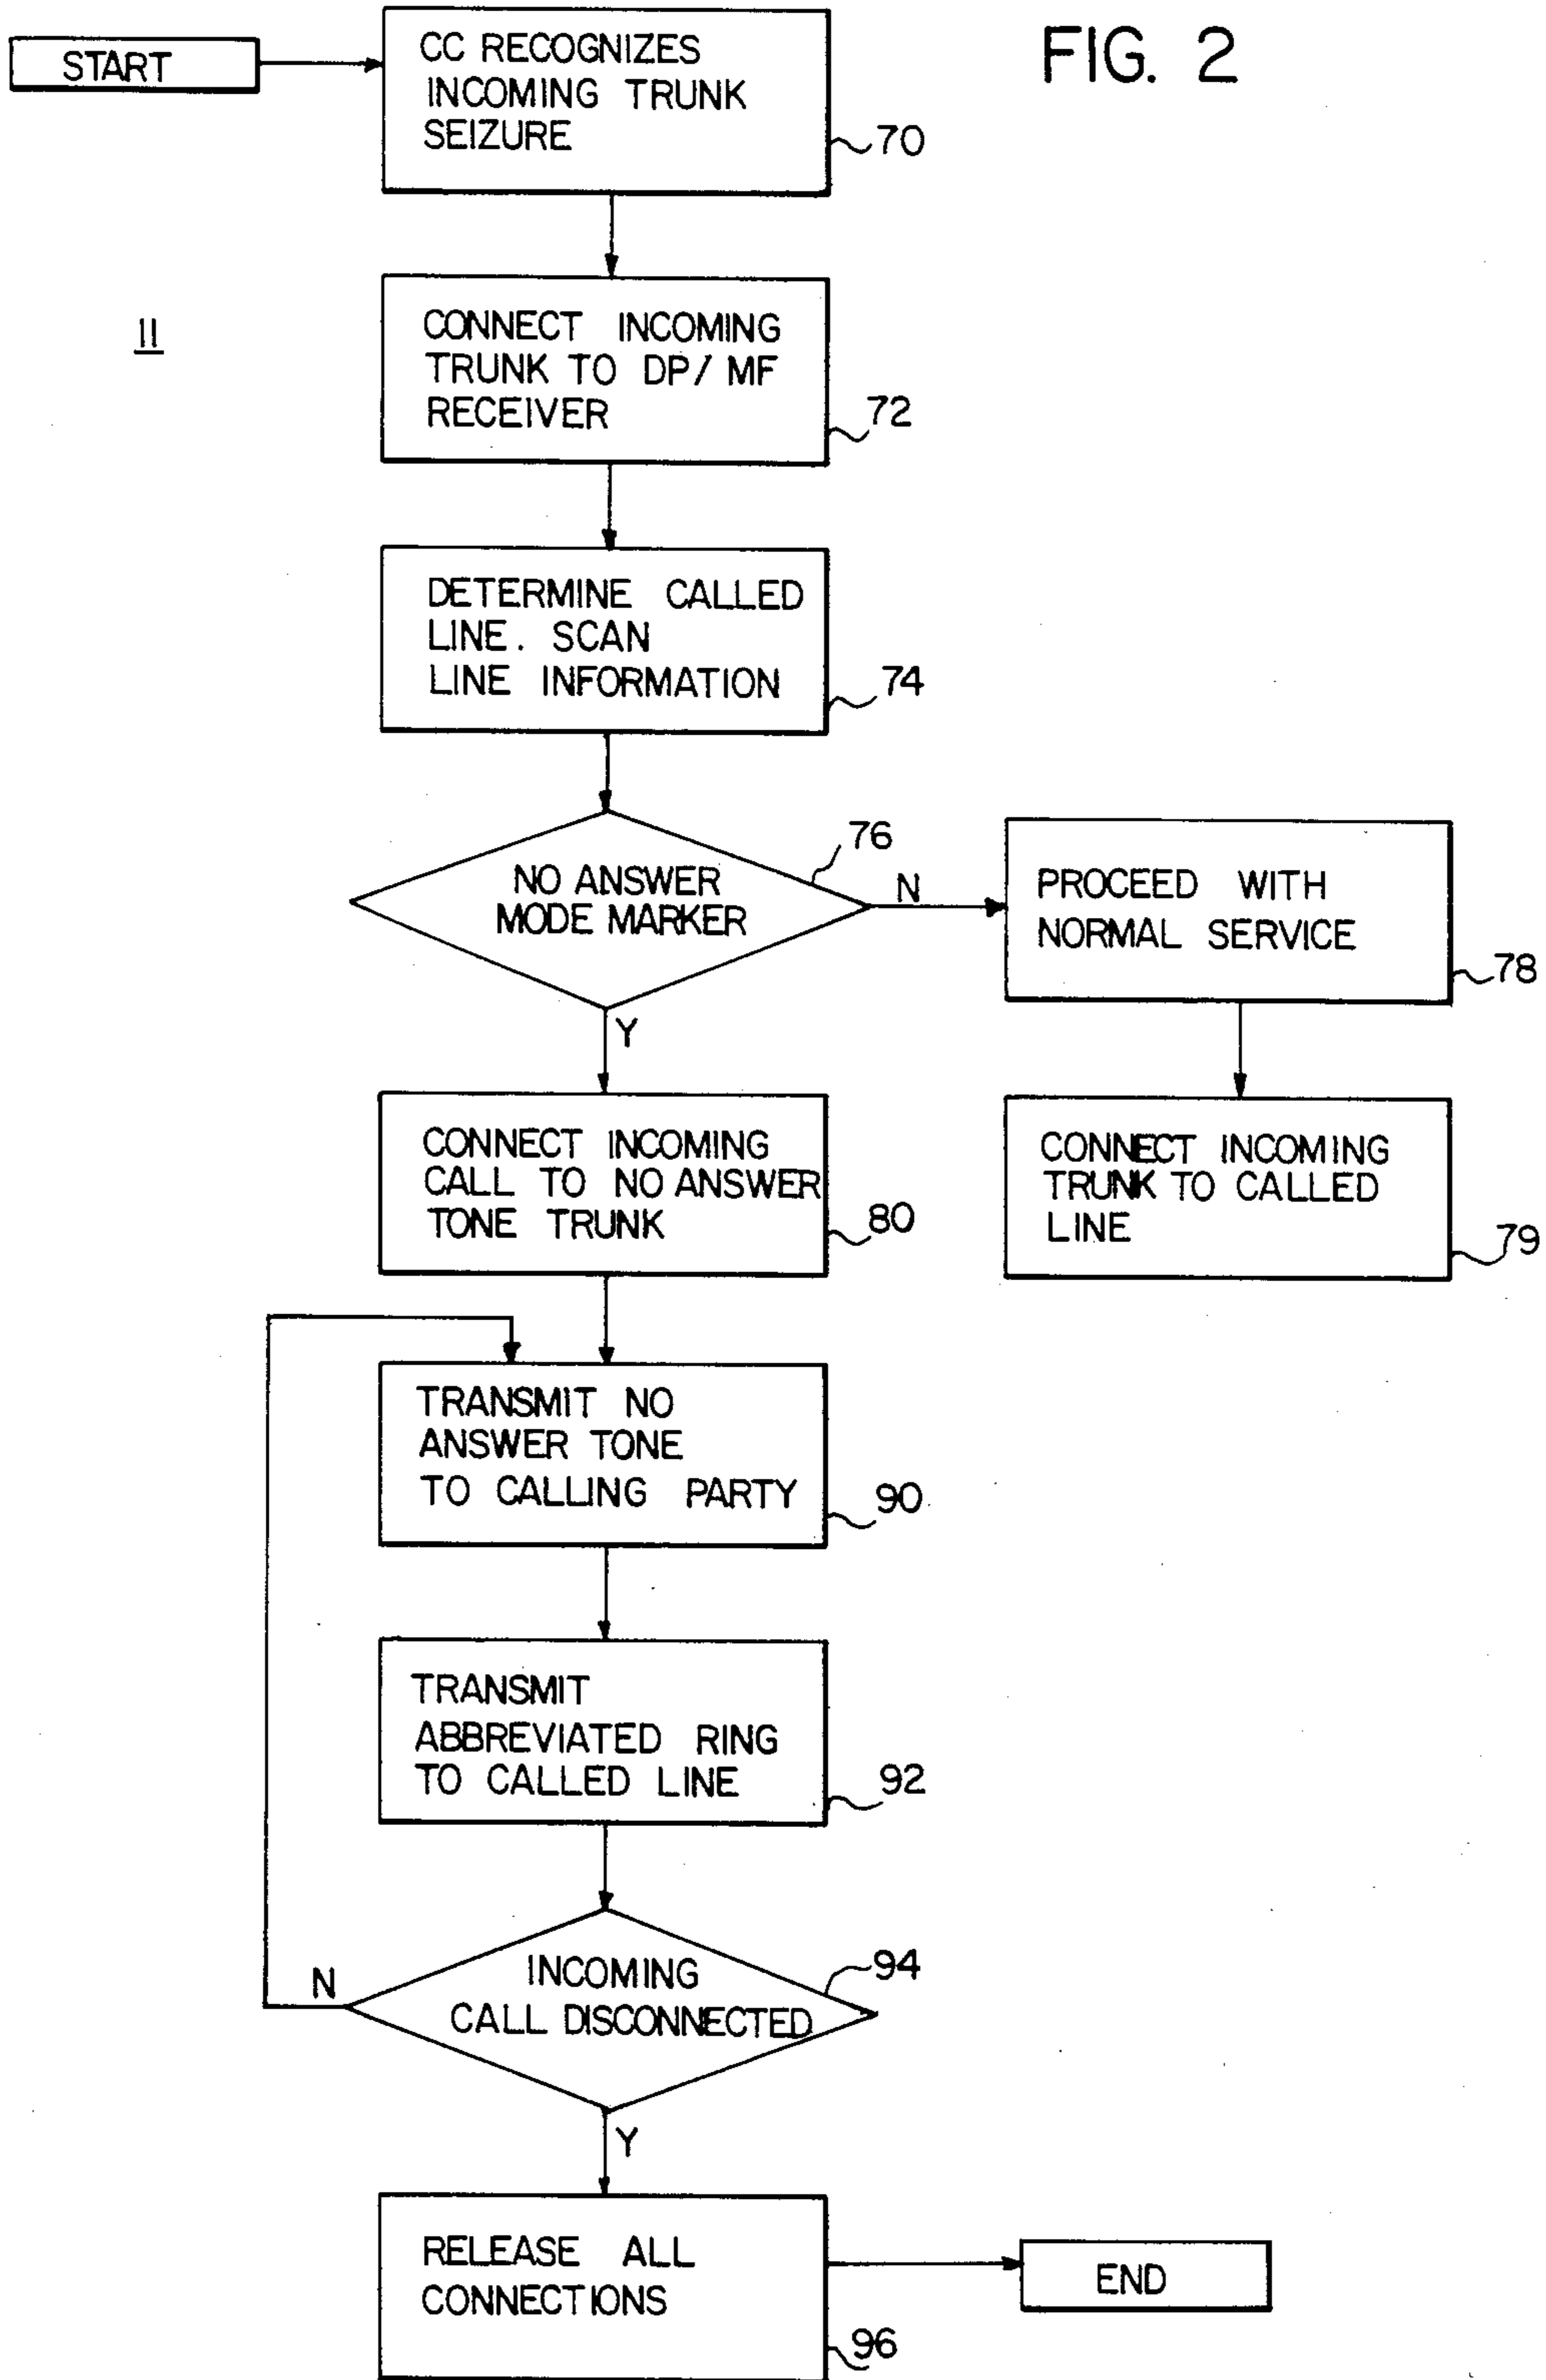 FIG. 2
START
CC RECOGNIZES
INCOMING TRUNK
SEIZURE
70
11
CONNECT INCOMING
TRUNK TO DP/MF
RECEIVER
72
DETERMINE CALLED
LINE. SCAN
LINE INFORMATION
74
NO ANSWER
MODE MARKER
76
N
PROCEED WITH
NORMAL SERVICE
78
Y
CONNECT INCOMING
CALL TO NO ANSWER
TONE TRUNK
80
CONNECT INCOMING
TRUNK TO CALLED
LINE
79
TRANSMIT NO
ANSWER TONE
TO CALLING PARTY
90
TRANSMIT
ABBREVIATED RING
TO CALLED LINE
92
INCOMING
CALL DISCONNECTED
94
N
Y
RELEASE ALL
CONNECTIONS
96
END